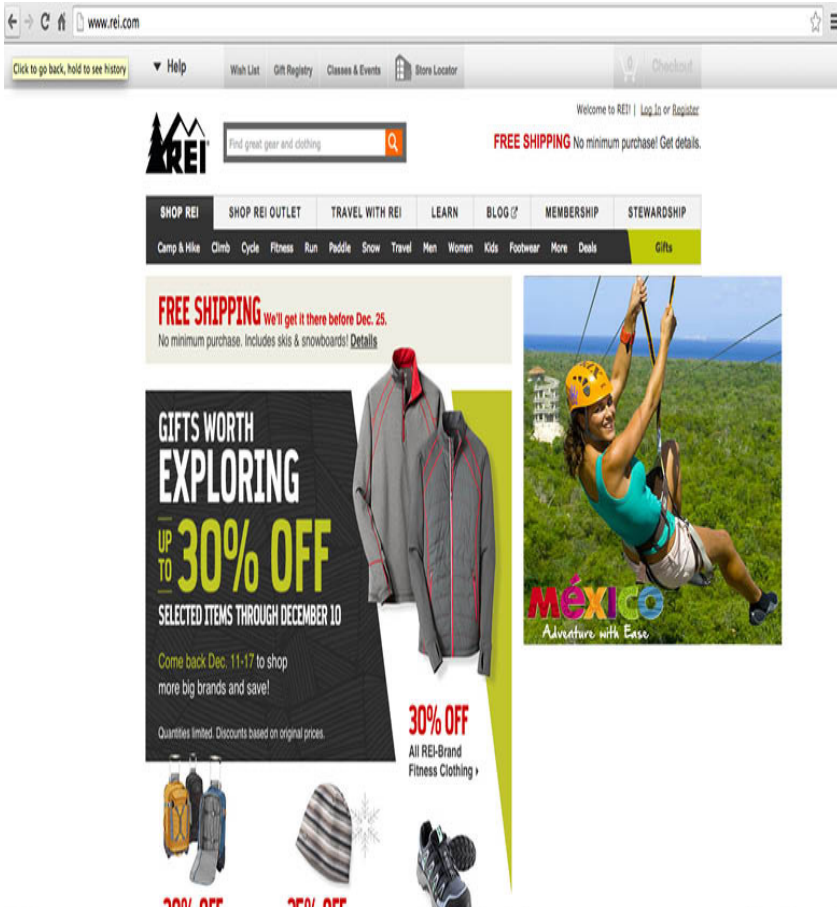 www.rei.com
Click to go back, hold to see history
Help
Wish List Gift Registry Classes & Events Store Locator
0 Checkout
Welcome to REI! | Log In or Register
REI
Find great gear and clothing
FREE SHIPPING No minimum purchase! Get details.
SHOP REI SHOP REI OUTLET TRAVEL WITH REI LEARN BLOG MEMBERSHIP STEWARDSHIP
Camp & Hike Climb Cycle Fitness Run Paddle Snow Travel Men Women Kids Footwear More Deals Gifts
FREE SHIPPING We'll get it there before Dec. 25.
No minimum purchase. Includes skis & snowboards! Details
GIFTS WORTH
EXPLORING
UP TO 30% OFF
SELECTED ITEMS THROUGH DECEMBER 10
Come back Dec. 11-17 to shop
more big brands and save!
Quantities limited. Discounts based on original prices.
30% OFF
All REI-Brand
Fitness Clothing
MéxICO
Adventure with Ease
30% OFF 25% OFF